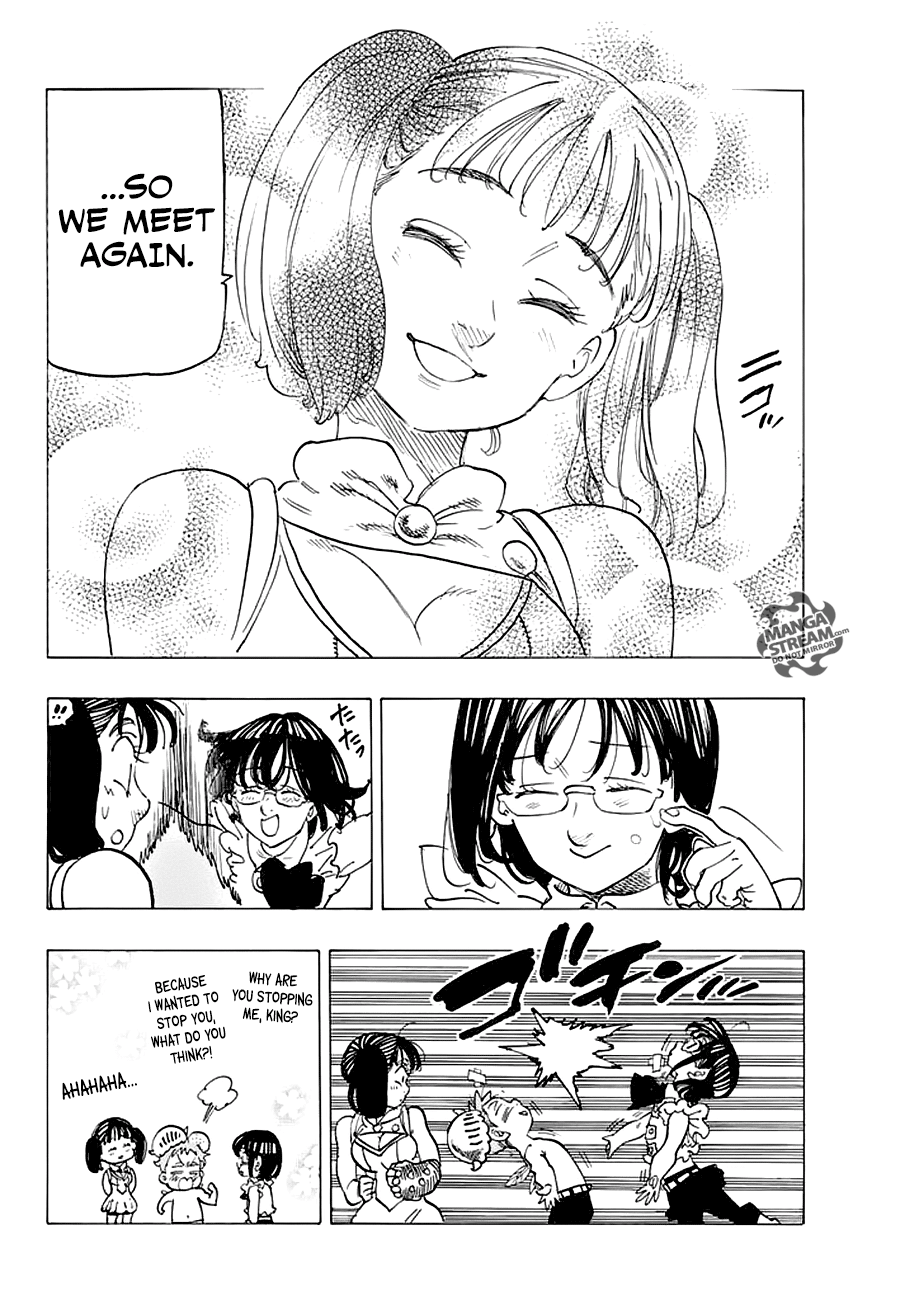 ...SO
WE MEET
AGAIN.
ニコッ
MANGA
STREAM.com
DO NOT MIRROR
!!
たたっ
ゴチン
WHY ARE
YOU STOPPING
ME, KING?
BECAUSE
I WANTED TO
STOP YOU,
WHAT DO YOU
THINK?!
AHAHAHA...